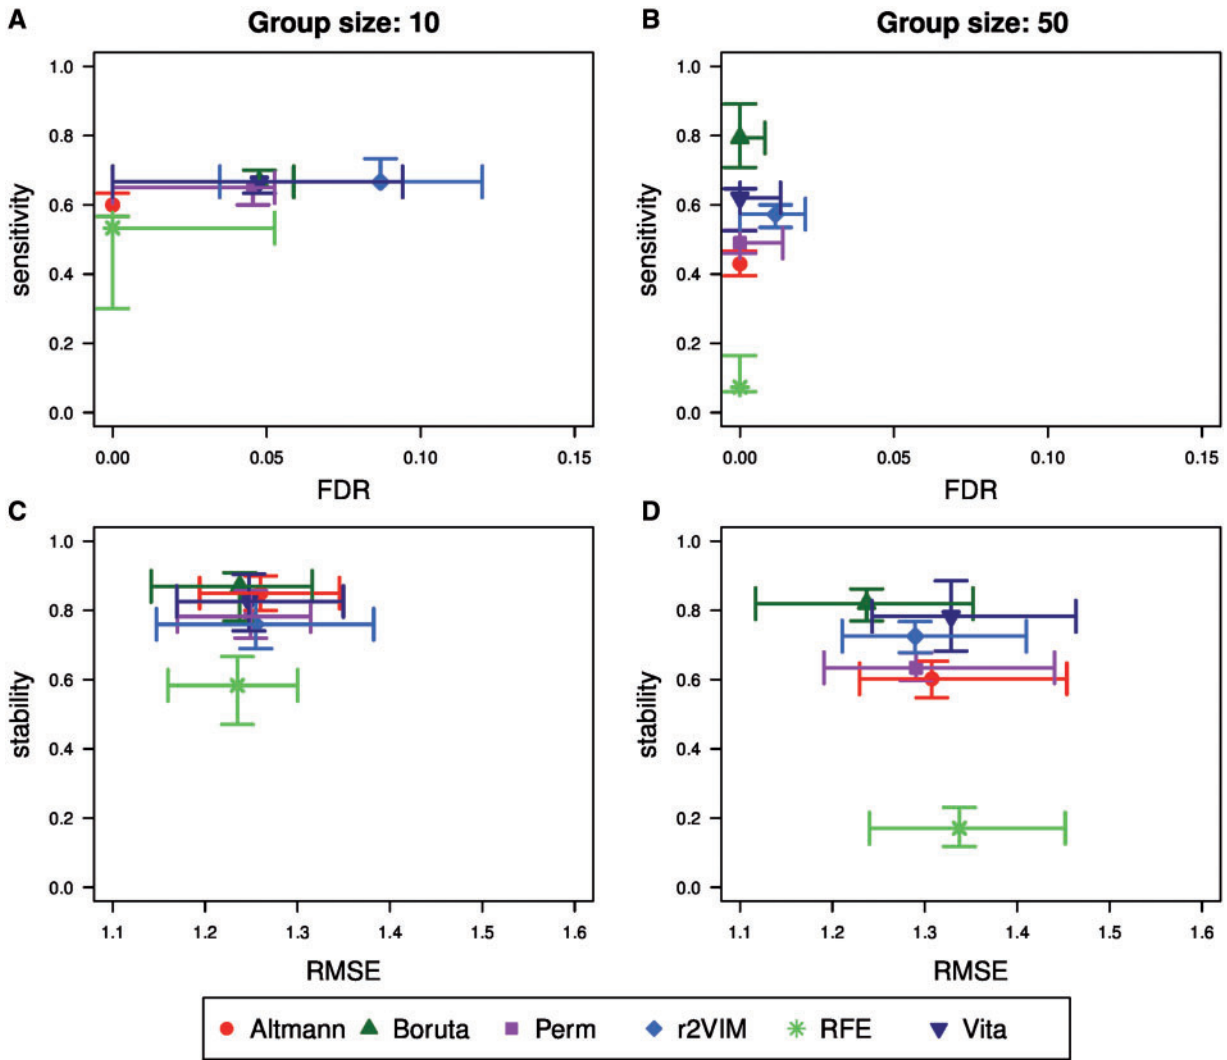 A
Group size: 10
1.0
0.8
0.6
0.4
0.2
0.0
sensitivity
0.00
0.05
0.10
0.15
FDR
B
Group size: 50
1.0
0.8
0.6
0.4
0.2
0.0
sensitivity
0.00
0.05
0.10
0.15
FDR
C
1.0
0.8
0.6
0.4
0.2
0.0
stability
1.1
1.2
1.3
1.4
1.5
1.6
RMSE
D
1.0
0.8
0.6
0.4
0.2
0.0
stability
1.1
1.2
1.3
1.4
1.5
1.6
RMSE
Altmann
Boruta
Perm
r2VIM
RFE
Vita